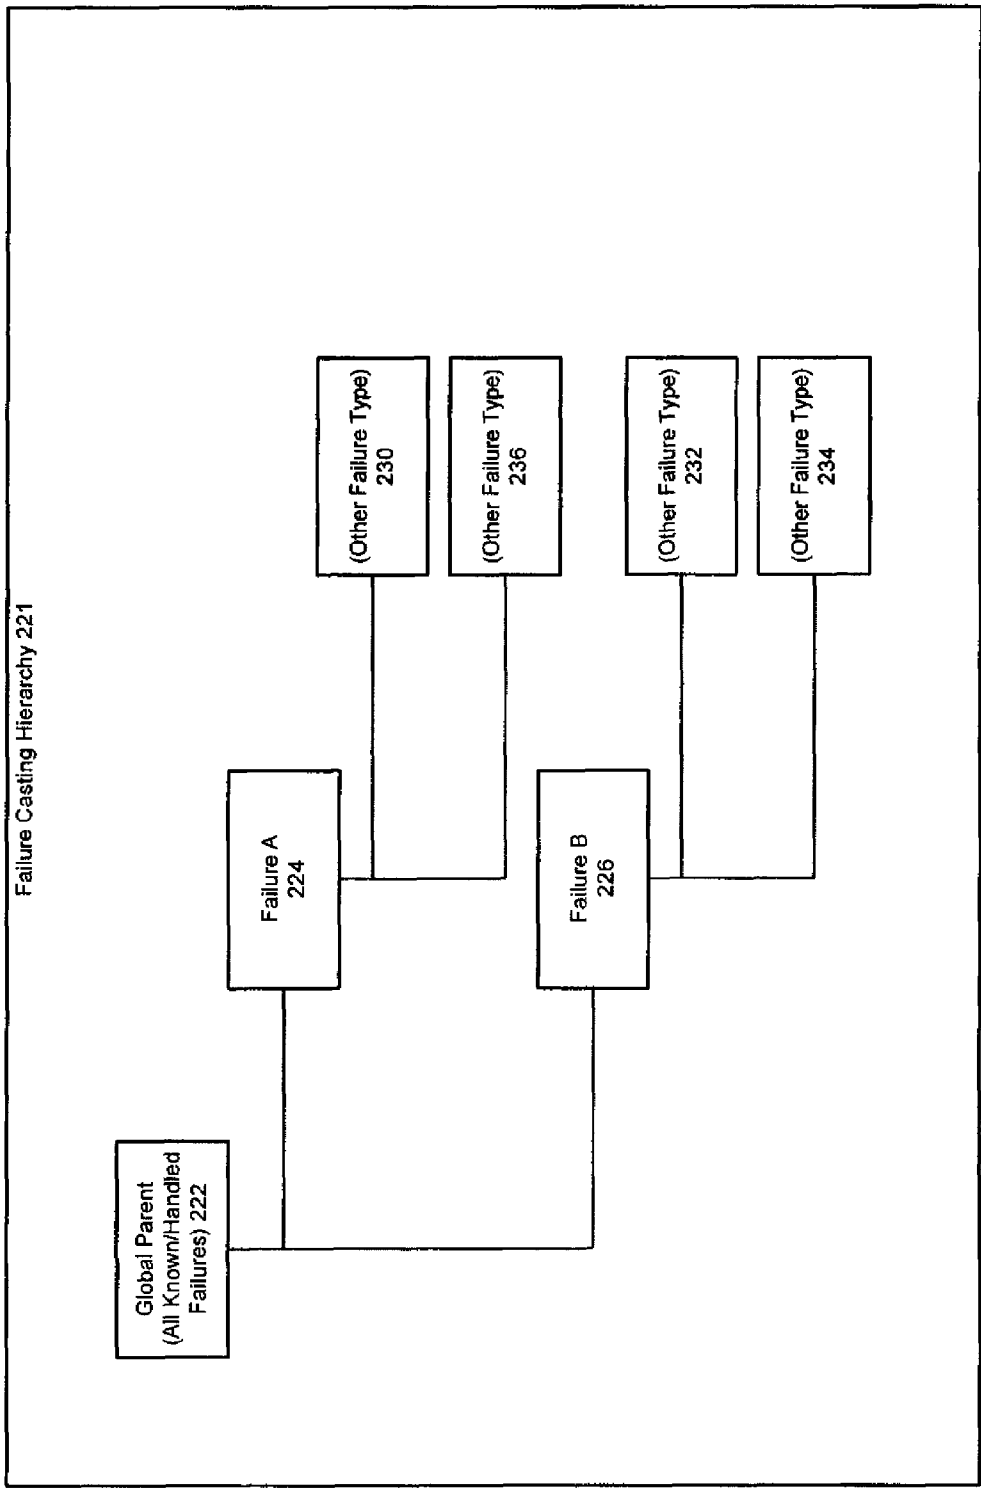 Failure Casting Hierarchy 221
Global Parent
(All Known/Handled
Failures) 222
Failure A
224
(Other Failure Type)
230
(Other Failure Type)
236
Failure B
226
(Other Failure Type)
232
(Other Failure Type)
234